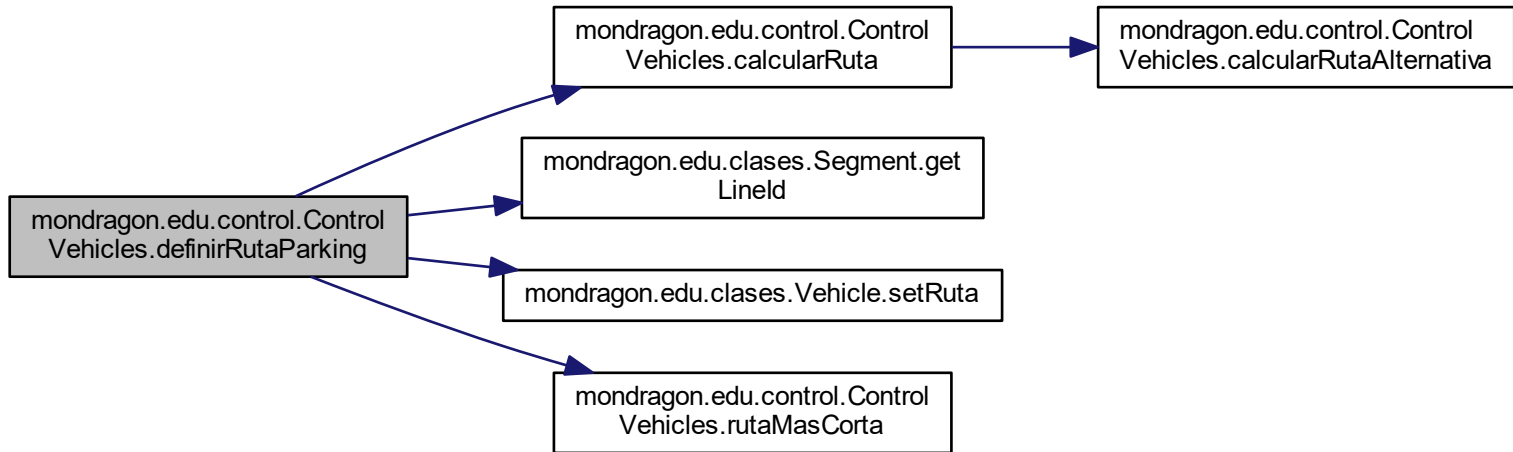 mondragon.edu.control.Control
Vehicles.definirRutaParking
mondragon.edu.control.Control
Vehicles.calcularRuta
mondragon.edu.control.Control
Vehicles.calcularRutaAlternativa
mondragon.edu.clases.Segment.get
LineId
mondragon.edu.clases.Vehicle.setRuta
mondragon.edu.control.Control
Vehicles.rutaMasCorta